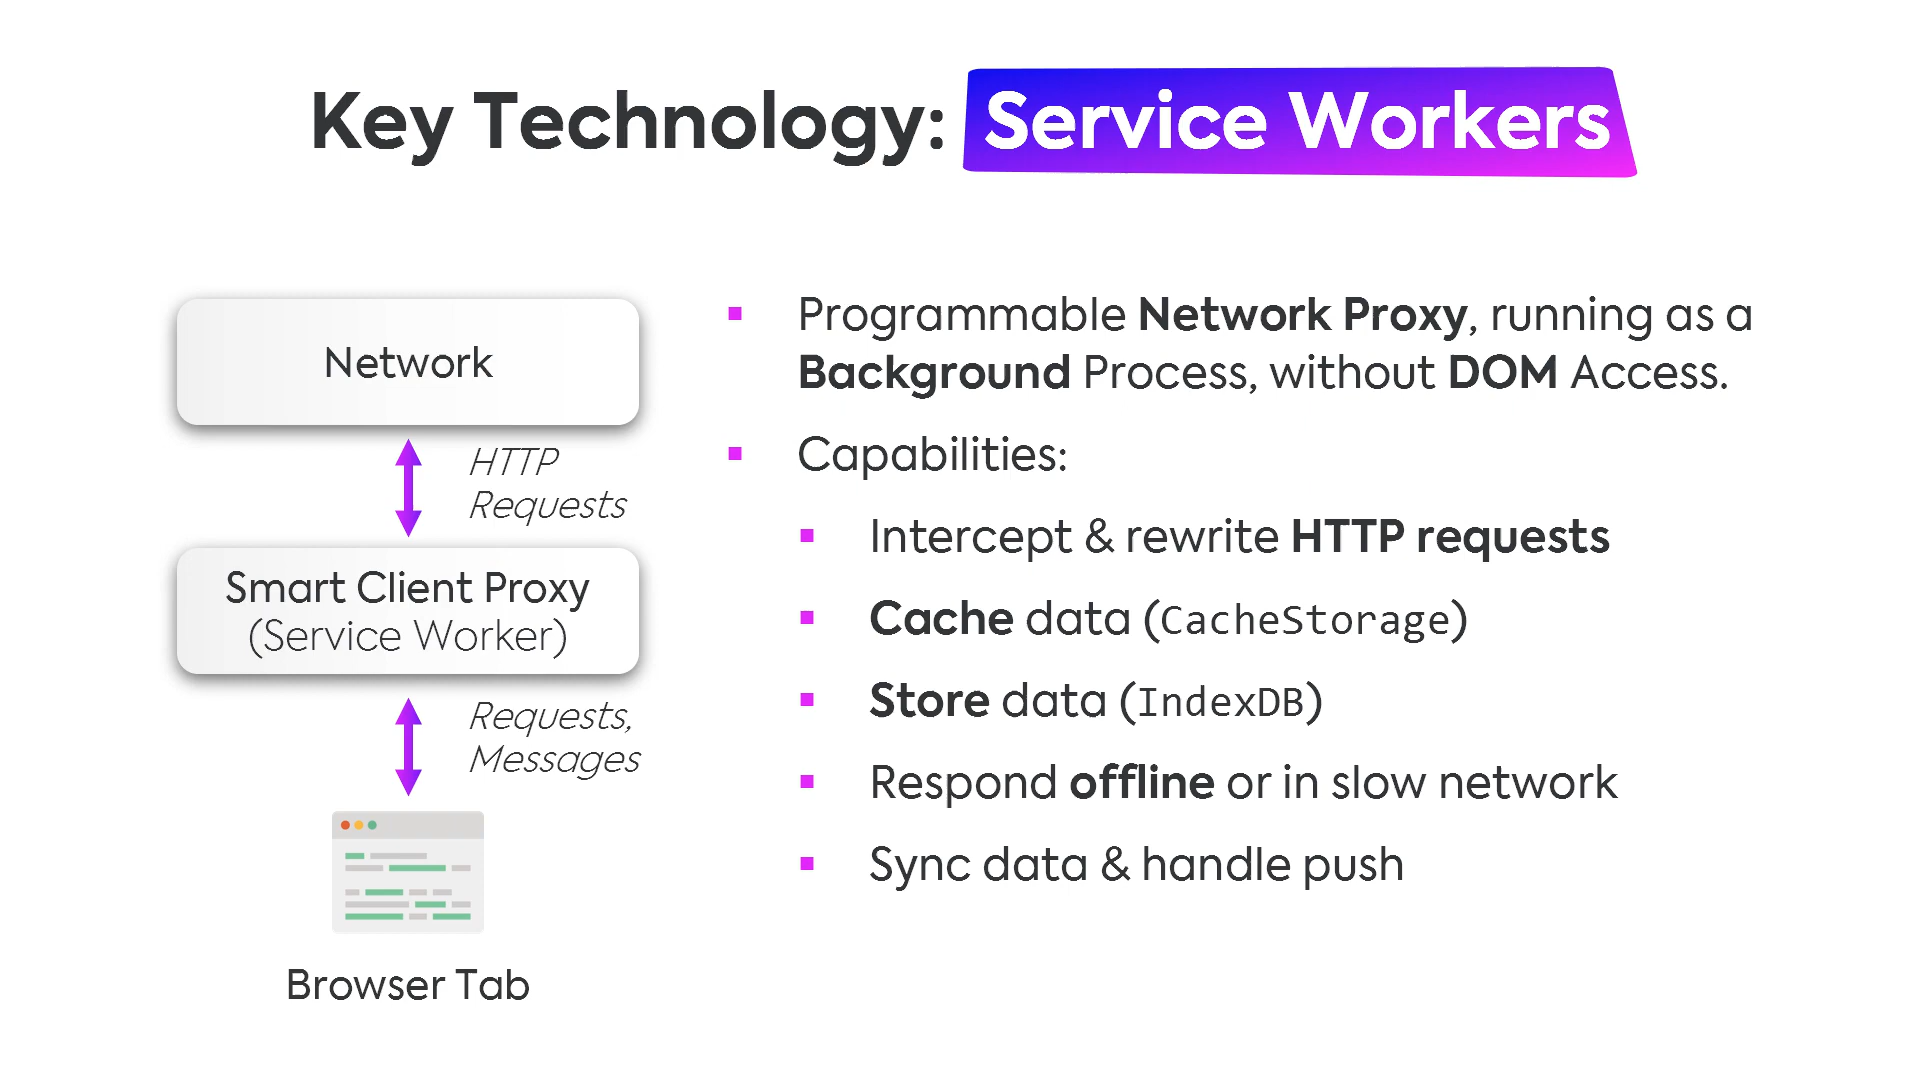 Key Technology: Service Workers
Network
HTTP
Requests
Smart Client Proxy
(Service Worker)
Requests,
Messages
Browser Tab
Programmable Network Proxy, running as a
Background Process, without DOM Access.
Capabilities:
Intercept & rewrite HTTP requests
Cache data (CacheStorage)
Store data (IndexDB)
Respond offline or in slow network
Sync data & handle push